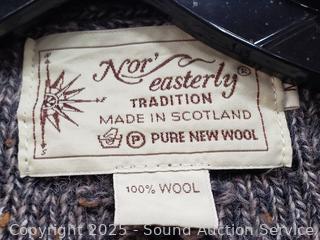 Nor'
easterly®
TRADITION
MADE IN SCOTLAND
P PURE NEW WOOL
100% WOOL
Copyright 2025 - Sound Auction Service